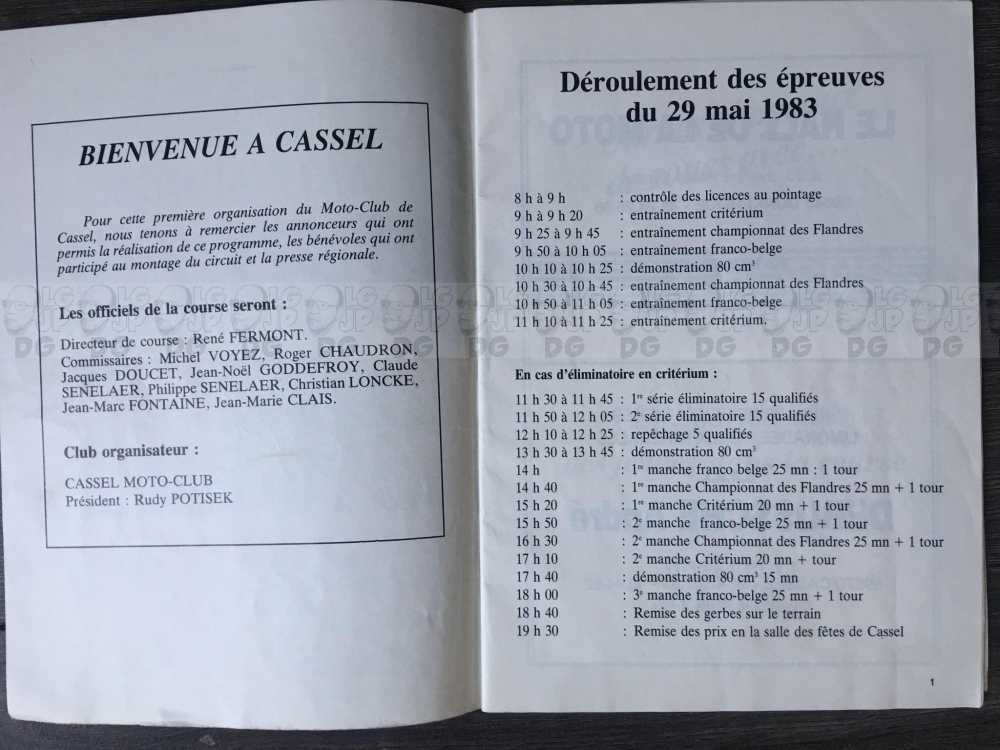 BIENVENUE A CASSEL
Pour cette première organisation du Moto-Club de
Cassel, nous tenons à remercier les annonceurs qui ont
permis la réalisation de ce programme, les bénévoles qui ont
participé au montage du circuit et la presse régionale.
Les officiels de la course seront :
Directeur de course : René FERMONT.
Commissaires : Michel VOYEZ, Roger CHAUDRON,
Jacques DOUCET, Jean-Noël GODDEFROY, Claude
SENELAER, Philippe SENELAER, Christian LONCKE,
Jean-Marc FONTAINE, Jean-Marie CLAIS.
Club organisateur :
CASSEL MOTO-CLUB
Président : Rudy POTISEK
Déroulement des épreuves
du 29 mai 1983
8 h à 9 h : contrôle des licences au pointage
9 h à 9 h 20 : entraînement critérium
9 h 25 à 9 h 45 : entraînement championnat des Flandres
9 h 50 à 10 h 05 : entraînement franco-belge
10 h 10 à 10 h 25 : démonstration 80 cm³
10 h 30 à 10 h 45 : entraînement championnat des Flandres
10 h 50 à 11 h 05 : entraînement franco-belge
11 h 10 à 11 h 25 : entraînement critérium.
En cas d'éliminatoire en critérium :
11 h 30 à 11 h 45 : 1re série éliminatoire 15 qualifiés
11 h 50 à 12 h 05 : 2e série éliminatoire 15 qualifiés
12 h 10 à 12 h 25 : repêchage 5 qualifiés
13 h 30 à 13 h 45 : démonstration 80 cm³
14 h : 1re manche franco belge 25 mn : 1 tour
14 h 40 : 1re manche Championnat des Flandres 25 mn + 1 tour
15 h 20 : 1re manche Critérium 20 mn + 1 tour
15 h 50 : 2e manche franco-belge 25 mn + 1 tour
16 h 30 : 2e manche Championnat des Flandres 25 mn + 1 tour
17 h 10 : 2e manche Critérium 20 mn + tour
17 h 40 : démonstration 80 cm³ 15 mn
18 h 00 : 3e manche franco-belge 25 mn + 1 tour
18 h 40 : Remise des gerbes sur le terrain
19 h 30 : Remise des prix en la salle des fêtes de Cassel
1